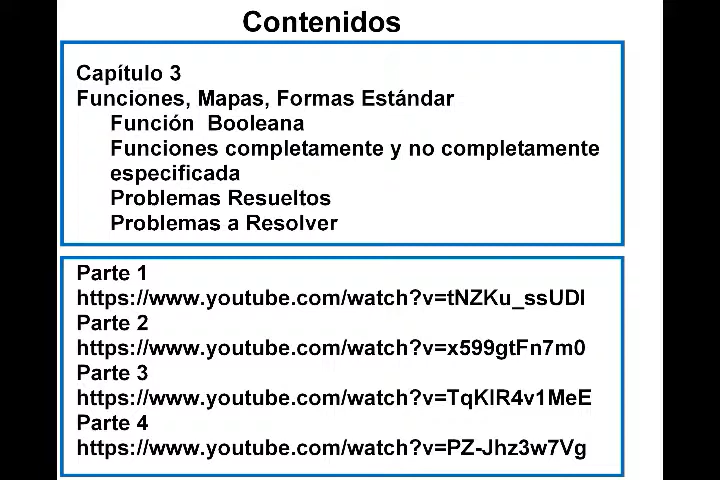 Contenidos
Capítulo 3
Funciones, Mapas, Formas Estándar
Función Booleana
Funciones completamente y no completamente
especificada
Problemas Resueltos
Problemas a Resolver
Parte 1
https://www.youtube.com/watch?v=tNZKu_ssUDI
Parte 2
https://www.youtube.com/watch?v=x599gtFn7m0
Parte 3
https://www.youtube.com/watch?v=TqKIR4v1MeE
Parte 4
https://www.youtube.com/watch?v=PZ-Jhz3w7Vg